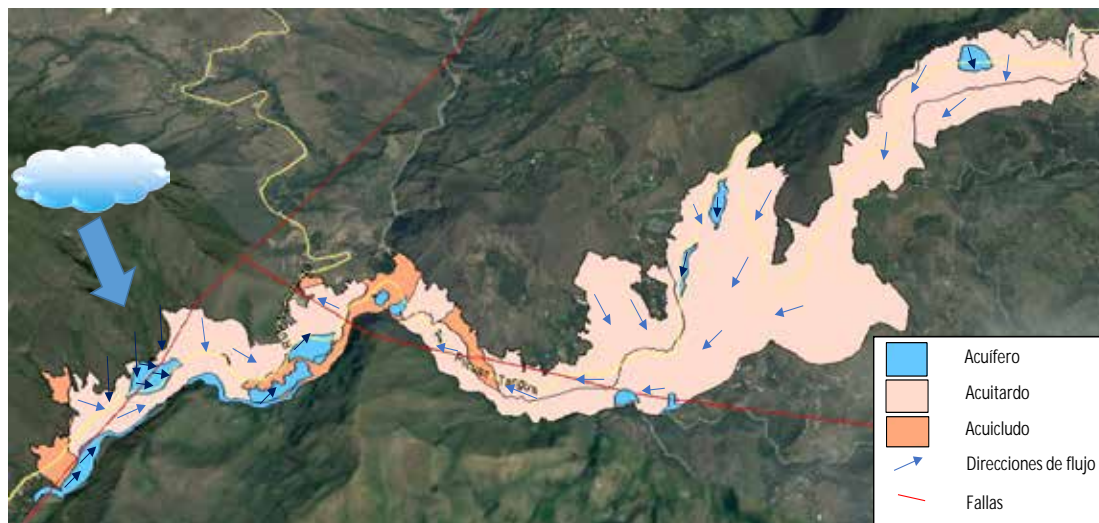 Acuífero
Acuitardo
Acuicludo
Direcciones de flujo
Fallas